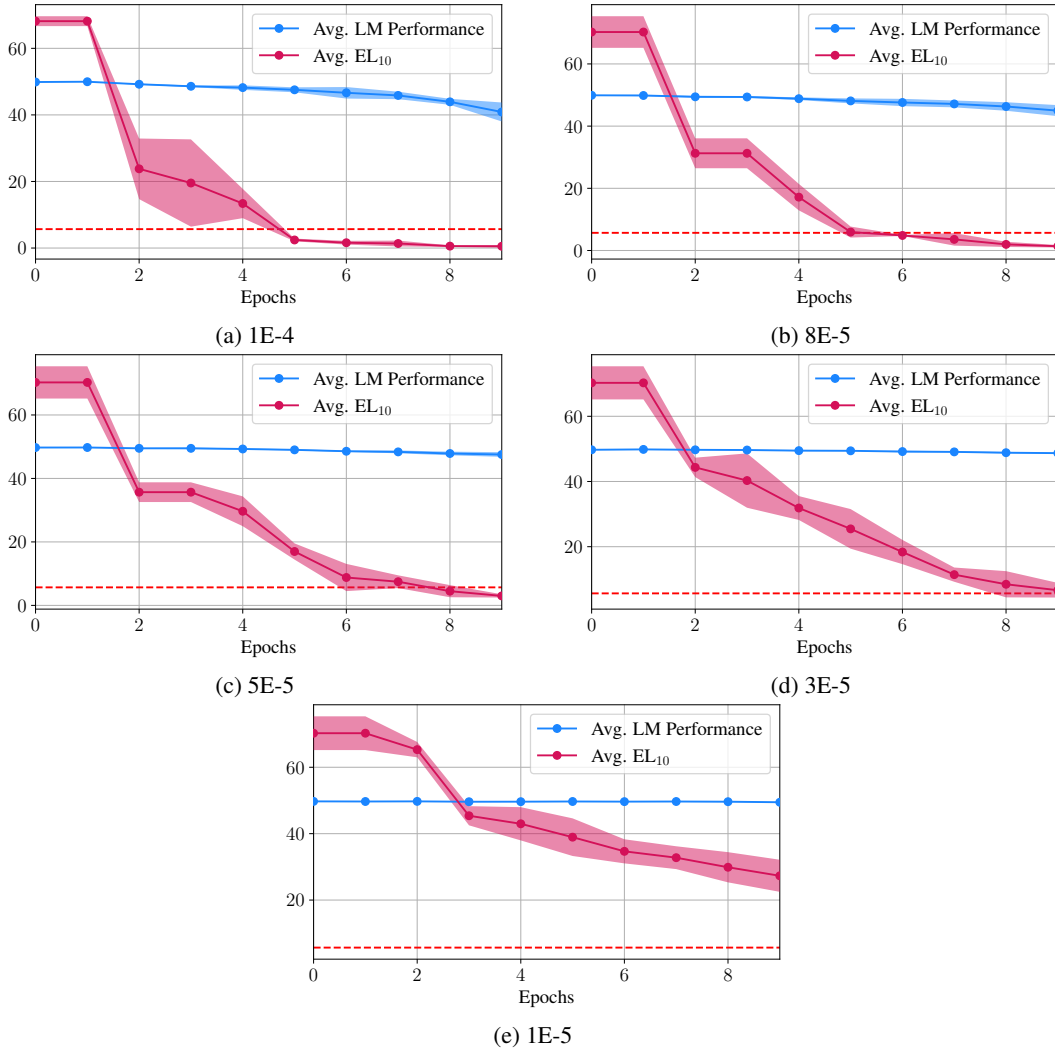 60
40
20
0
0
2
4
6
8
Epochs
Avg. LM Performance
Avg. EL₁₀
(a) 1E-4
60
40
20
0
0
2
4
6
8
Epochs
Avg. LM Performance
Avg. EL₁₀
(b) 8E-5
60
40
20
0
0
2
4
6
8
Epochs
Avg. LM Performance
Avg. EL₁₀
(c) 5E-5
60
40
20
0
2
4
6
8
Epochs
Avg. LM Performance
Avg. EL₁₀
(d) 3E-5
60
40
20
0
2
4
6
8
Epochs
Avg. LM Performance
Avg. EL₁₀
(e) 1E-5